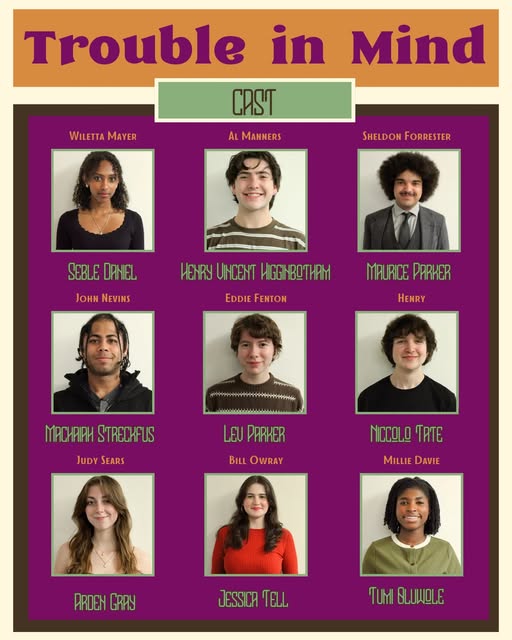 Trouble in Mind
CAST
Wiletta Mayer
Al Manners
Sheldon Forrester
Seble Daniel
Henry Vincent Higginbotham
Maurice Parker
John Nevins
Eddie Fenton
Henry
Machaiah Streckfus
Lev Parker
Niccolo Tate
Judy Sears
Bill Owray
Millie Davie
Arden Gray
Jessica Tell
Tumi Oluwole